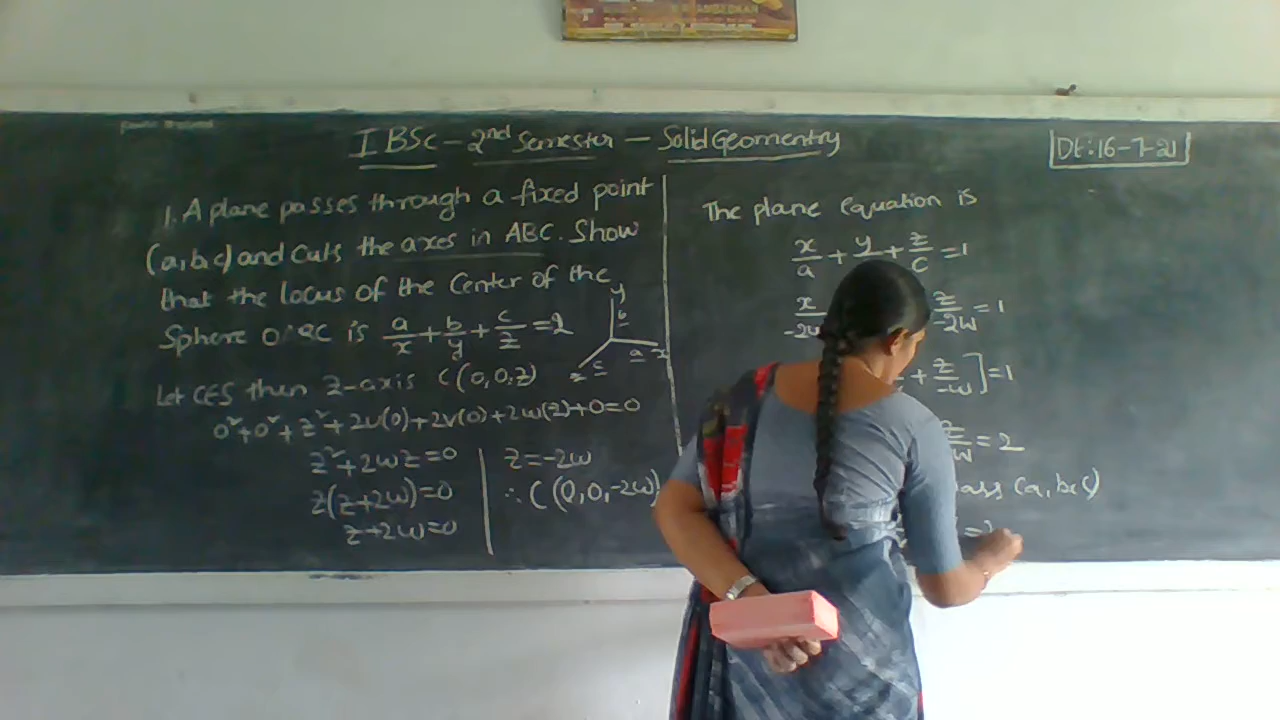 I BSc - 2nd Semester - Solid Geomentry
Dt: 16-7-21
1. A plane passes through a fixed point
(a,b,c) and cuts the axes in ABC. Show
that the locus of the center of the
Sphere OABC is a/x + b/y + c/z = 2
y
b
a x
z c
Let C∈S then z-axis C(0,0,z)
0²+0²+z²+2u(0)+2v(0)+2w(z)+0=0
z²+2wz=0
z(z+2w)=0
z+2w=0
z=-2w
∴ C(0,0,-2w)
The plane equation is
x/a + y + z/c = 1
x/-2u z/-2w = 1
+ z/-w ] = 1
z/w = 2
pass (a,b,c)